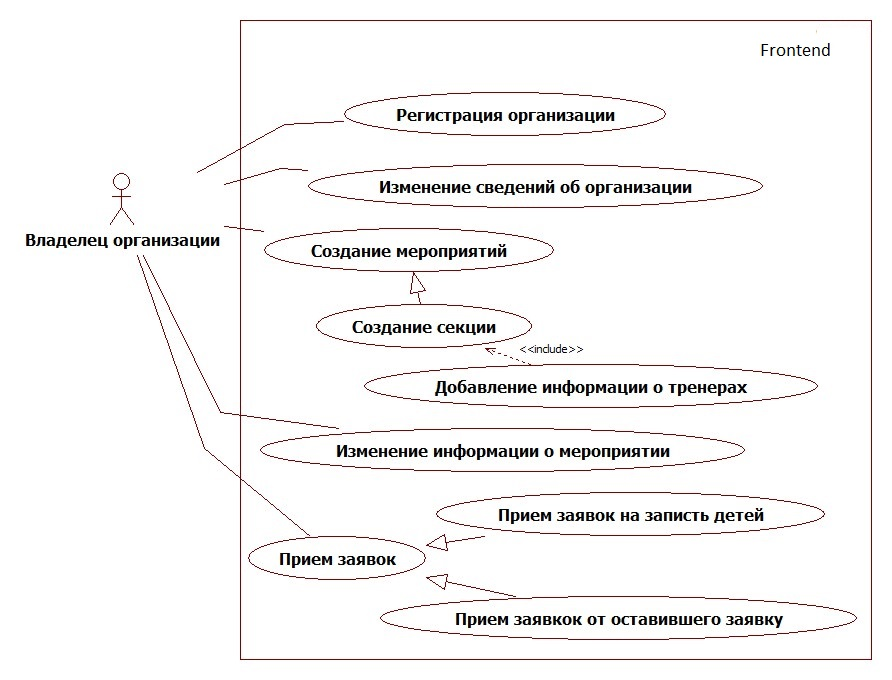 Frontend
Регистрация организации
Изменение сведений об организации
Владелец организации
Создание мероприятий
Создание секции
<<include>>
Добавление информации о тренерах
Изменение информации о мероприятии
Прием заявок на записть детей
Прием заявок
Прием заявкок от оставившего заявку